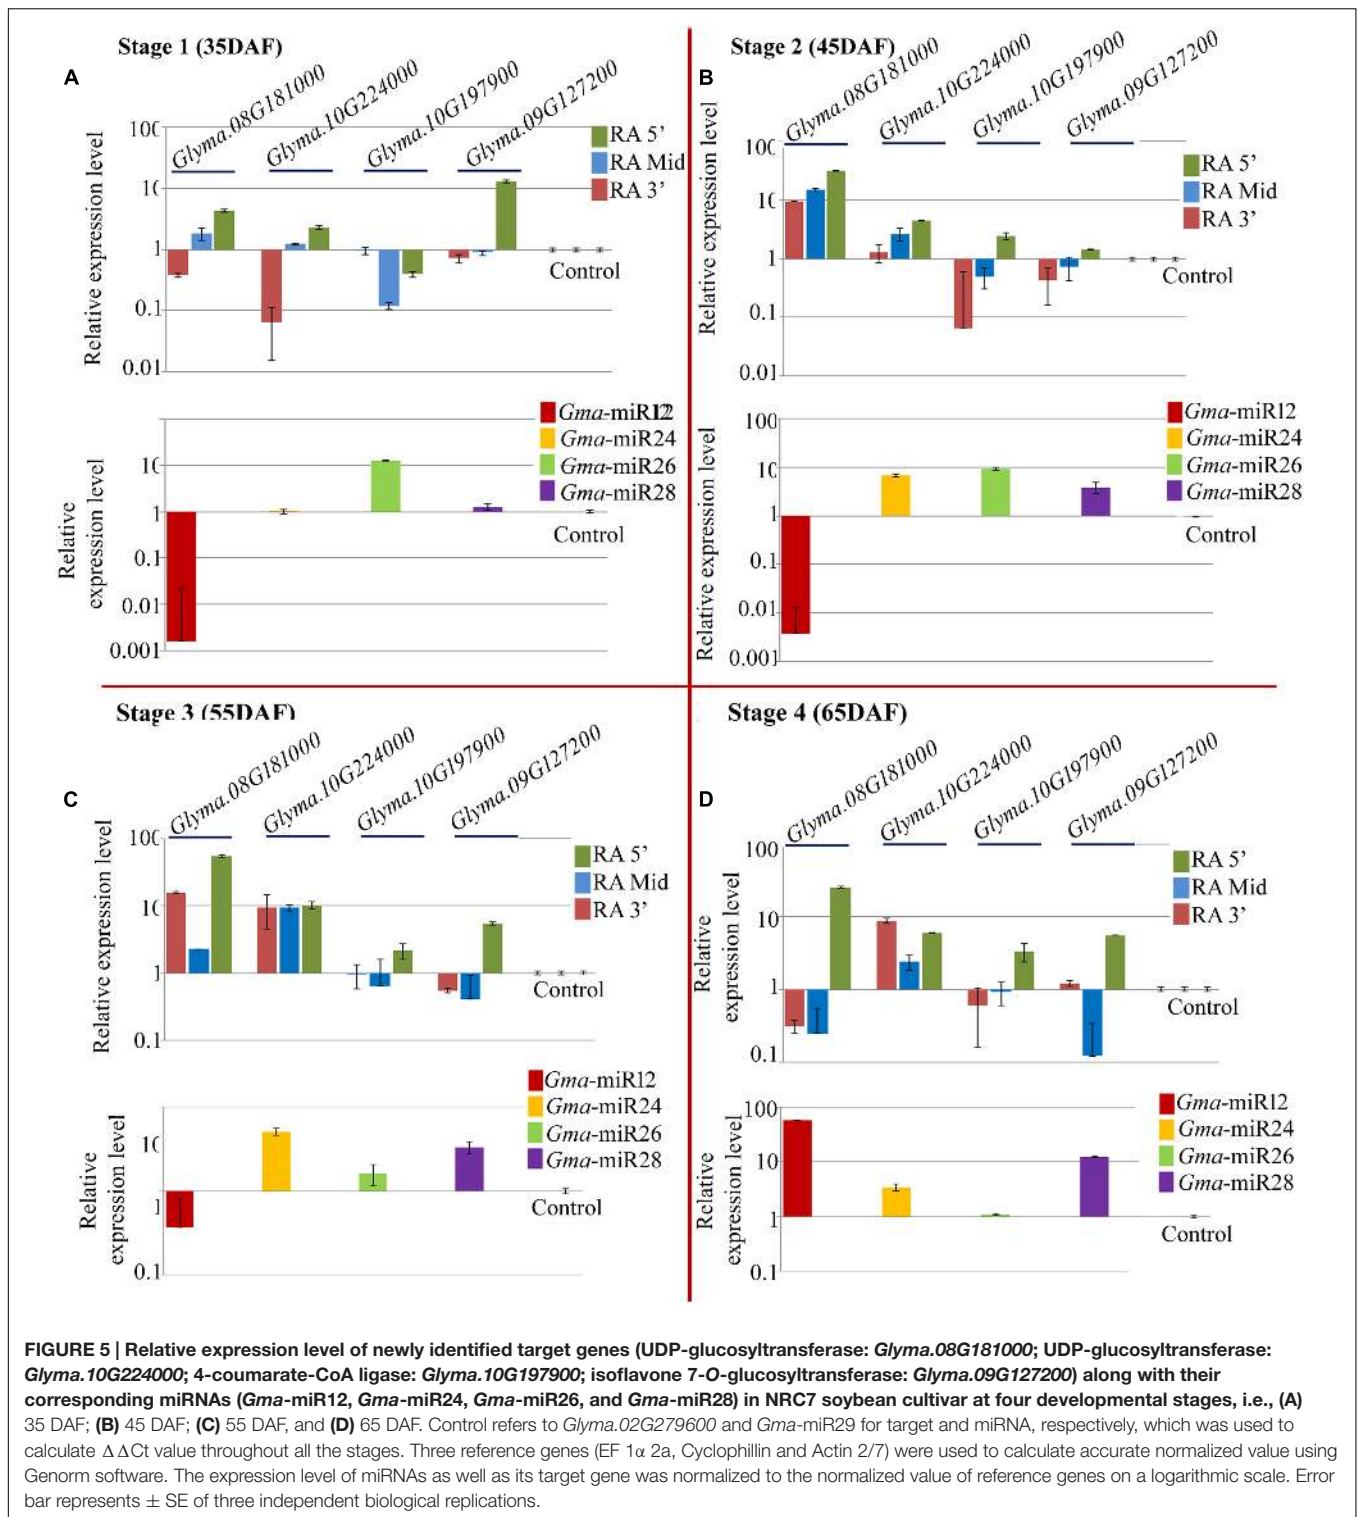 Stage 1 (35DAF)
A
Glyma.08G181000
Glyma.10G224000
Glyma.10G197900
Glyma.09G127200
Relative expression level
10
1
0.1
0.01
RA 5’
RA Mid
RA 3’
Control
Relative
expression level
10
1
0.1
0.01
0.001
Gma-miR12
Gma-miR24
Gma-miR26
Gma-miR28
Control
Stage 2 (45DAF)
B
Glyma.08G181000
Glyma.10G224000
Glyma.10G197900
Glyma.09G127200
Relative expression level
100
10
1
0.1
0.01
RA 5’
RA Mid
RA 3’
Control
Relative expression level
100
10
1
0.1
0.01
0.001
Gma-miR12
Gma-miR24
Gma-miR26
Gma-miR28
Control
Stage 3 (55DAF)
C
Glyma.08G181000
Glyma.10G224000
Glyma.10G197900
Glyma.09G127200
Relative expression level
10
1
0.1
RA 5’
RA Mid
RA 3’
Control
Relative
expression level
10
1
0.1
Gma-miR12
Gma-miR24
Gma-miR26
Gma-miR28
Control
Stage 4 (65DAF)
D
Glyma.08G181000
Glyma.10G224000
Glyma.10G197900
Glyma.09G127200
Relative
expression level
100
10
1
0.1
RA 5’
RA Mid
RA 3’
Control
Relative
expression level
100
10
1
0.1
Gma-miR12
Gma-miR24
Gma-miR26
Gma-miR28
Control
FIGURE 5 | Relative expression level of newly identified target genes (UDP-glucosyltransferase: Glyma.08G181000; UDP-glucosyltransferase:
Glyma.10G224000; 4-coumarate-CoA ligase: Glyma.10G197900; isoflavone 7-O-glucosyltransferase: Glyma.09G127200) along with their
corresponding miRNAs (Gma-miR12, Gma-miR24, Gma-miR26, and Gma-miR28) in NRC7 soybean cultivar at four developmental stages, i.e., (A)
35 DAF; (B) 45 DAF; (C) 55 DAF, and (D) 65 DAF. Control refers to Glyma.02G279600 and Gma-miR29 for target and miRNA, respectively, which was used to
calculate ΔΔCt value throughout all the stages. Three reference genes (EF 1α 2a, Cyclophillin and Actin 2/7) were used to calculate accurate normalized value using
Genorm software. The expression level of miRNAs as well as its target gene was normalized to the normalized value of reference genes on a logarithmic scale. Error
bar represents ± SE of three independent biological replications.